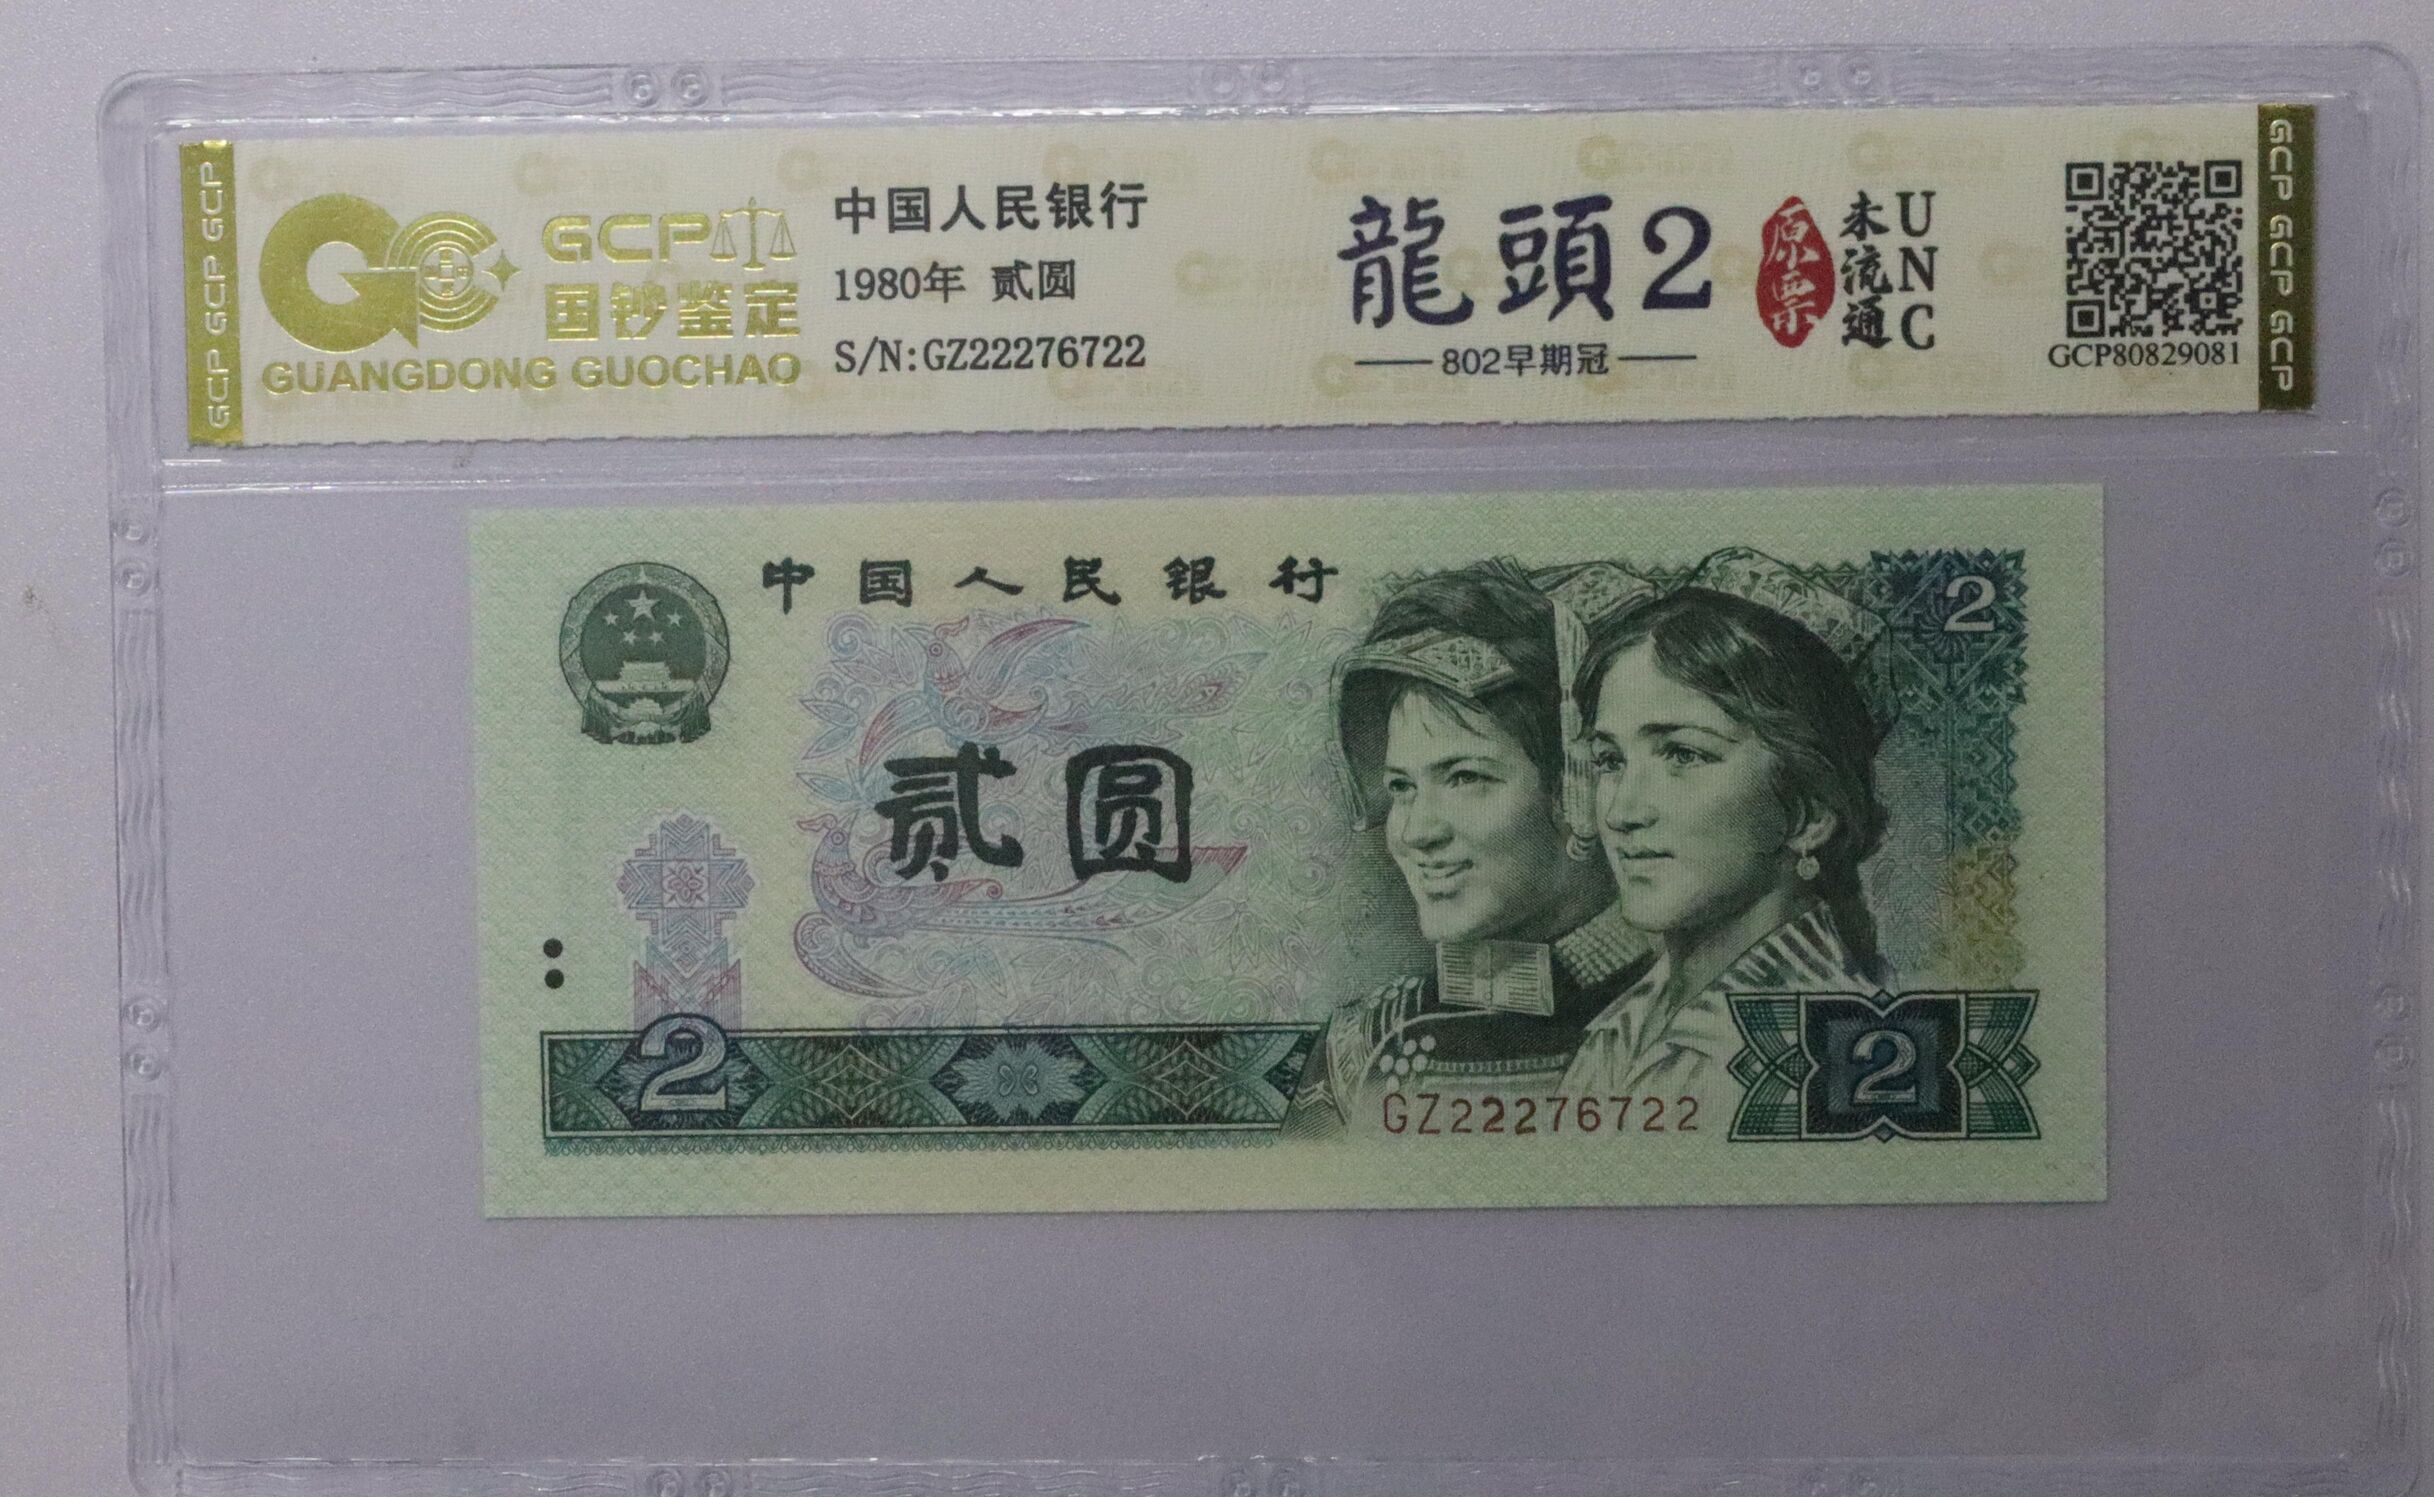 GCP GCP GCP
GCP
国钞鉴定
GUANGDONG GUOCHAO
中国人民银行
1980年 贰圆
S/N:GZ22276722
龍頭2
802早期冠
原票
未流通
UNC
GCP80829081
GCP GCP GCP
中国人民银行
2
贰圆
2
GZ22276722
2